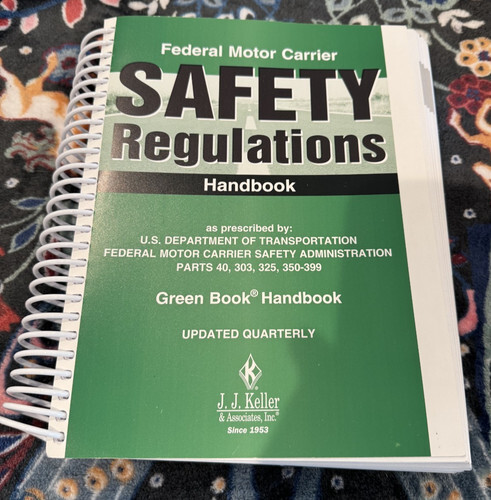 Federal Motor Carrier
SAFETY
Regulations
Handbook
as prescribed by:
U.S. DEPARTMENT OF TRANSPORTATION
FEDERAL MOTOR CARRIER SAFETY ADMINISTRATION
PARTS 40, 303, 325, 350-399
Green Book® Handbook
UPDATED QUARTERLY
K
J. J. Keller
& Associates, Inc.®
Since 1953